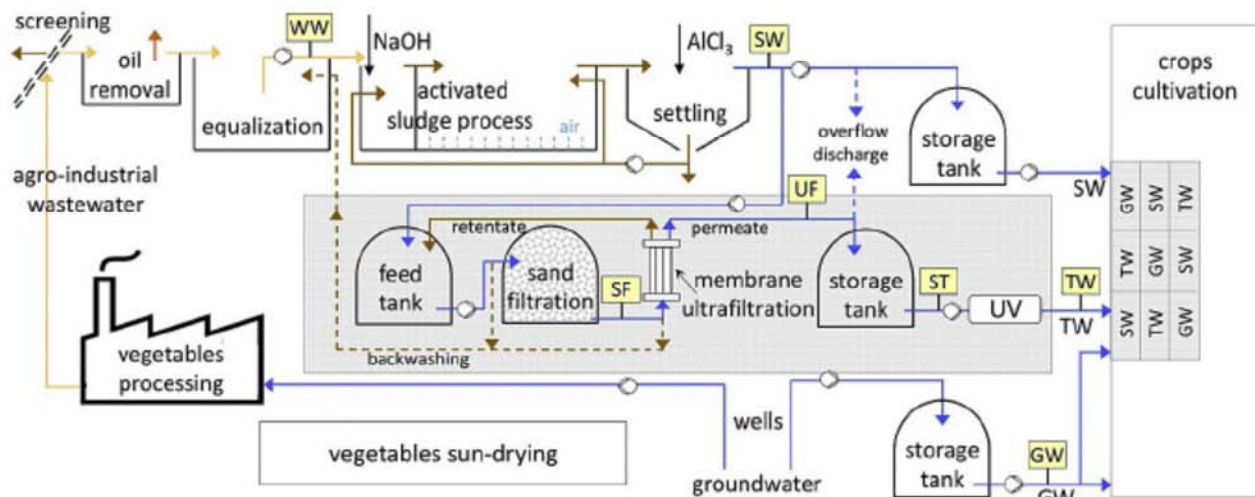 screening
oil
removal
WW
NaOH
equalization
activated
sludge process
air
AlCl₃
settling
SW
overflow
discharge
storage
tank
SW
crops
cultivation
GW SW TW
TW GW SW
SW TW GW
agro-industrial
wastewater
retentate
permeate
UF
feed
tank
sand
filtration
SF
membrane
ultrafiltration
storage
tank
ST
UV
TW
TW
backwashing
vegetables
processing
wells
groundwater
vegetables sun-drying
storage
tank
GW
GW